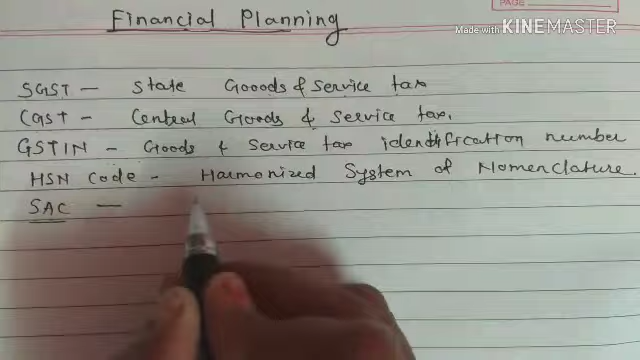 PAGE
Financial Planning
Made with KINEMASTER
SGST - State Goods & Service tax
CGST - Central Goods & Service tax.
GSTIN - Goods & Service tax identification number
HSN Code - Harmonized System of Nomenclature.
SAC -